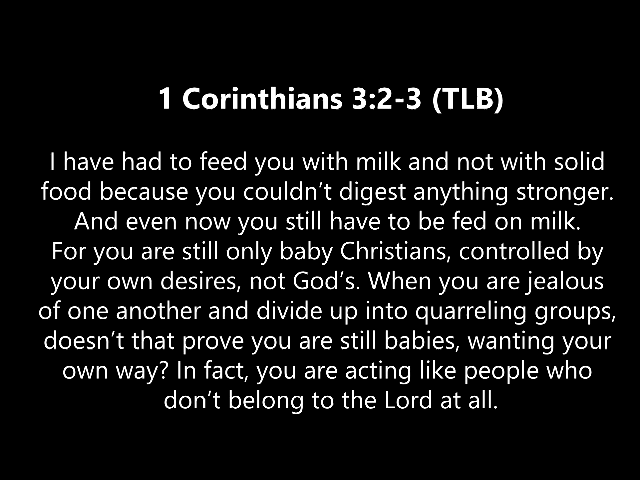 1 Corinthians 3:2-3 (TLB)
I have had to feed you with milk and not with solid
food because you couldn’t digest anything stronger.
And even now you still have to be fed on milk.
For you are still only baby Christians, controlled by
your own desires, not God’s. When you are jealous
of one another and divide up into quarreling groups,
doesn’t that prove you are still babies, wanting your
own way? In fact, you are acting like people who
don’t belong to the Lord at all.